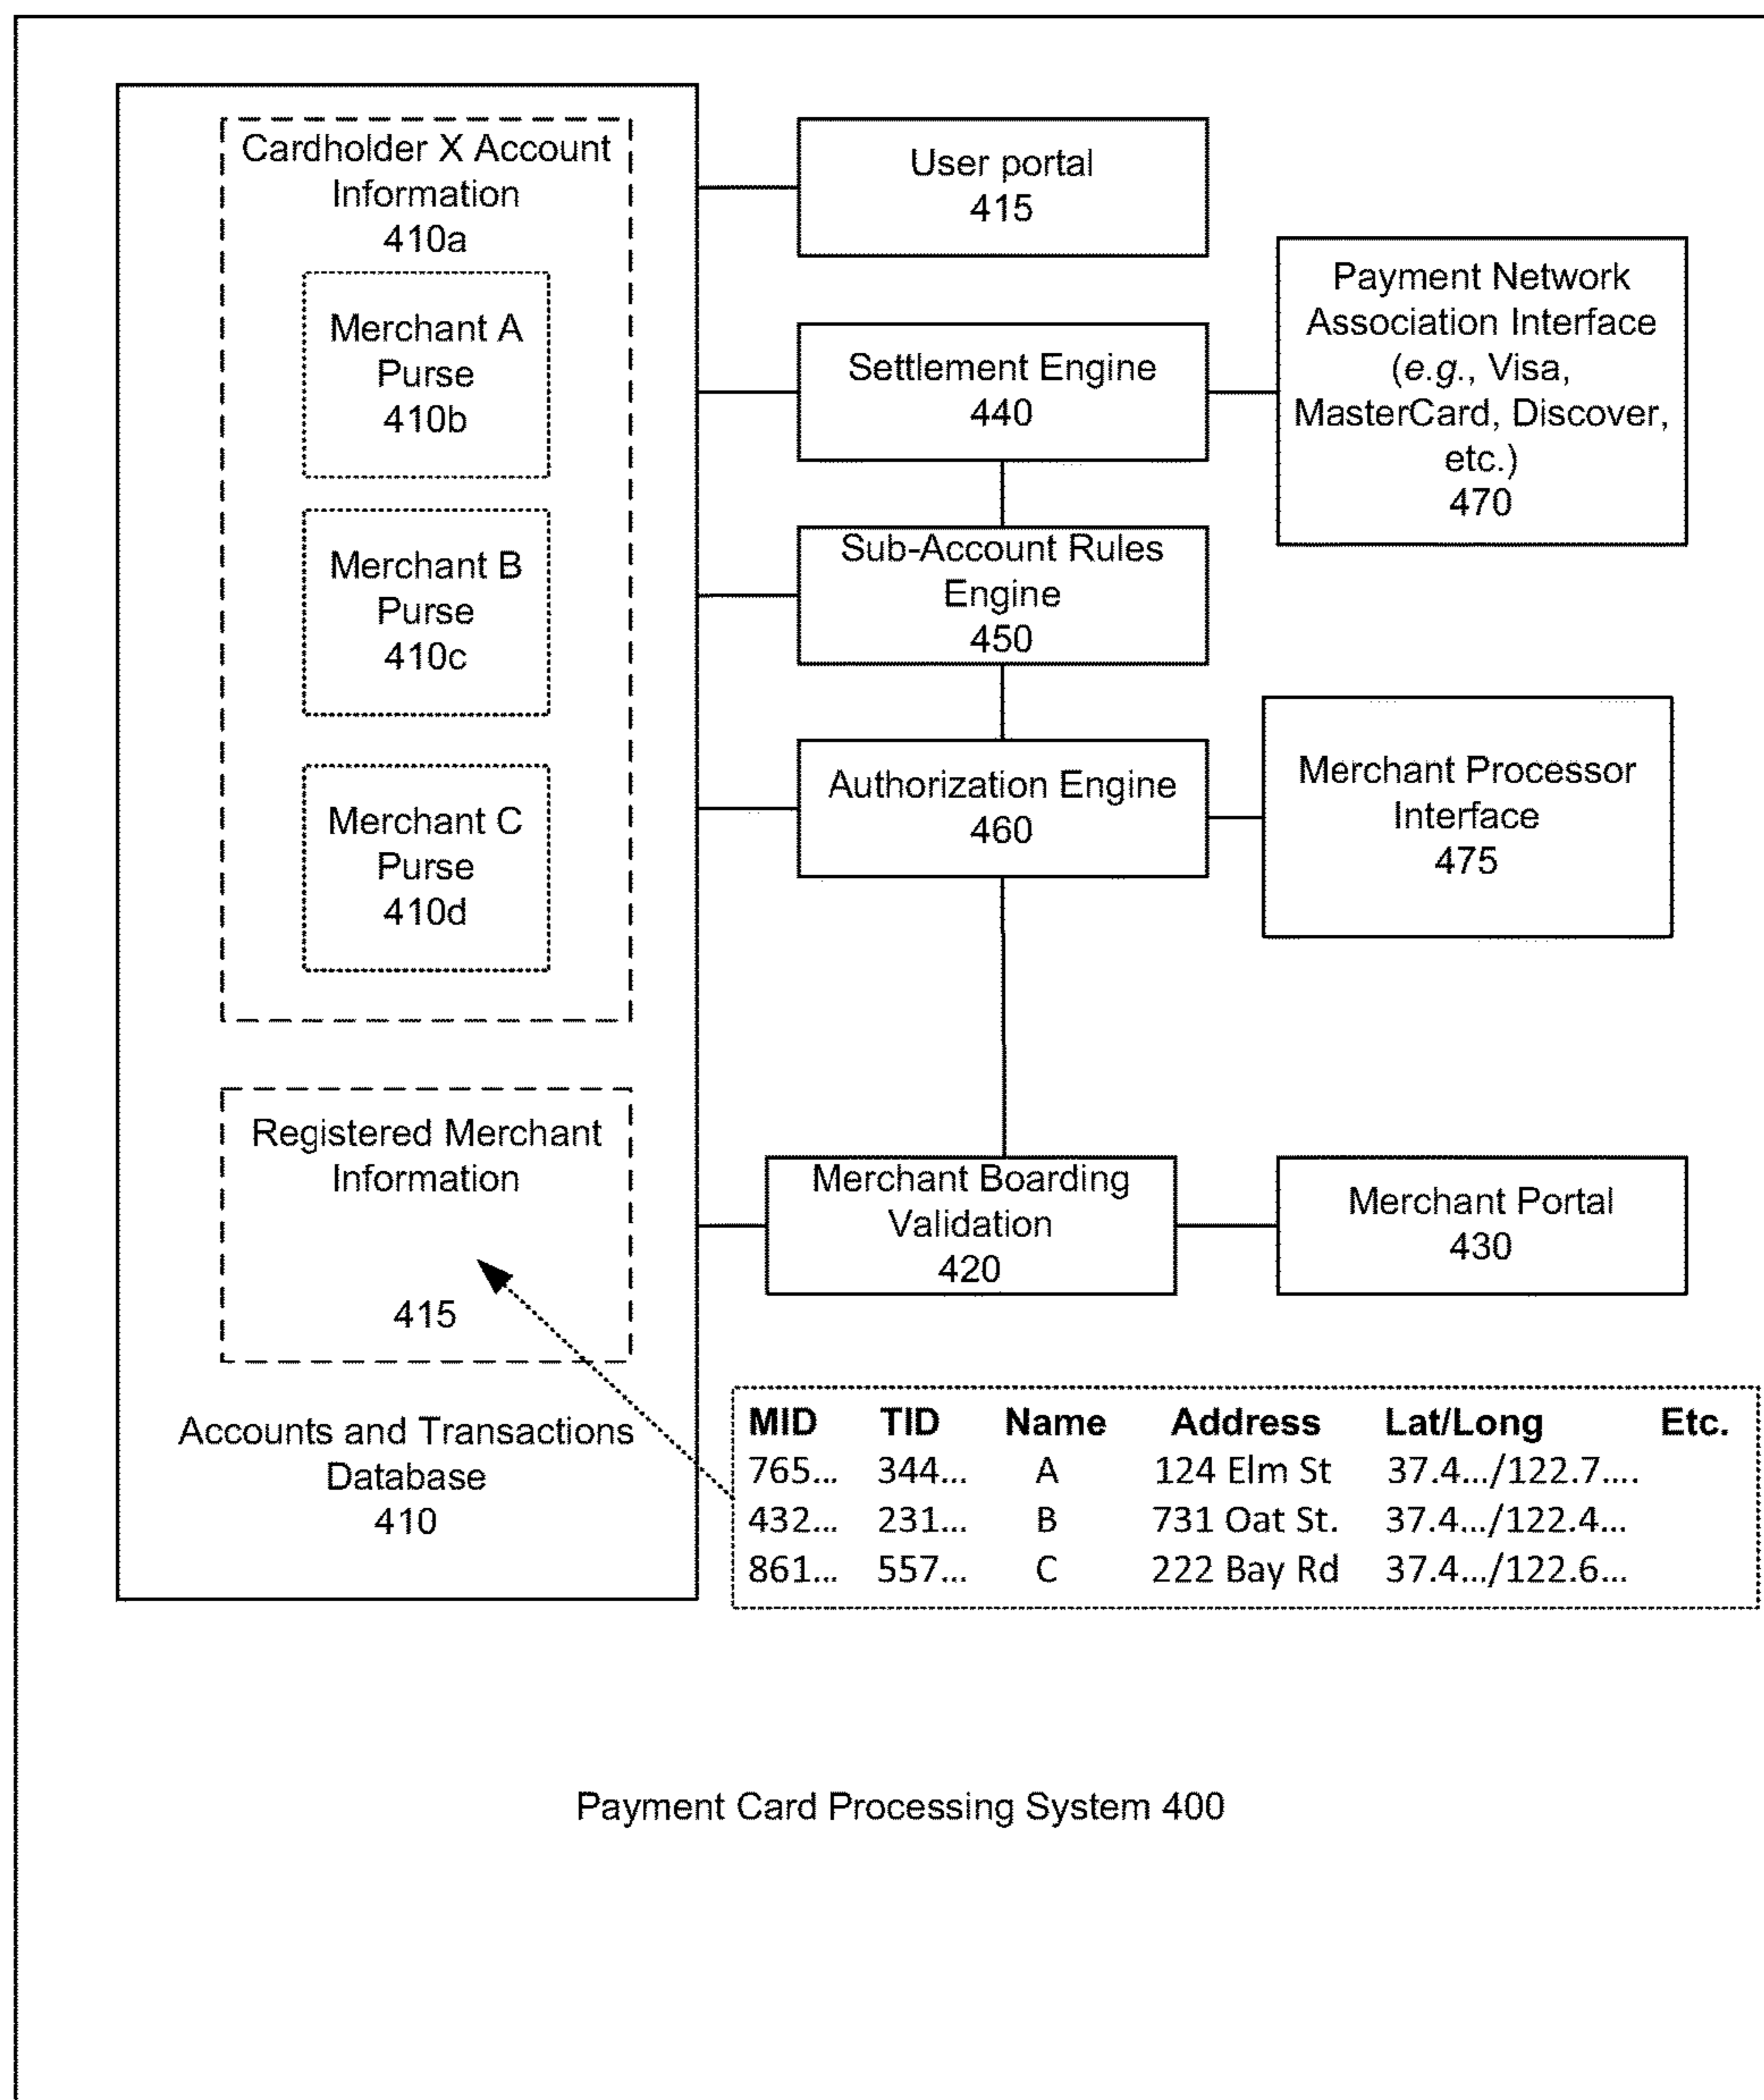 Cardholder X Account
Information
410a
Merchant A
Purse
410b
Merchant B
Purse
410c
Merchant C
Purse
410d
Registered Merchant
Information
415
Accounts and Transactions
Database
410
User portal
415
Settlement Engine
440
Sub-Account Rules
Engine
450
Authorization Engine
460
Merchant Boarding
Validation
420
Payment Network
Association Interface
(e.g., Visa,
MasterCard, Discover,
etc.)
470
Merchant Processor
Interface
475
Merchant Portal
430
MID TID Name Address Lat/Long Etc.
765... 344... A 124 Elm St 37.4.../122.7....
432... 231... B 731 Oat St. 37.4.../122.4...
861... 557... C 222 Bay Rd 37.4.../122.6...
Payment Card Processing System 400